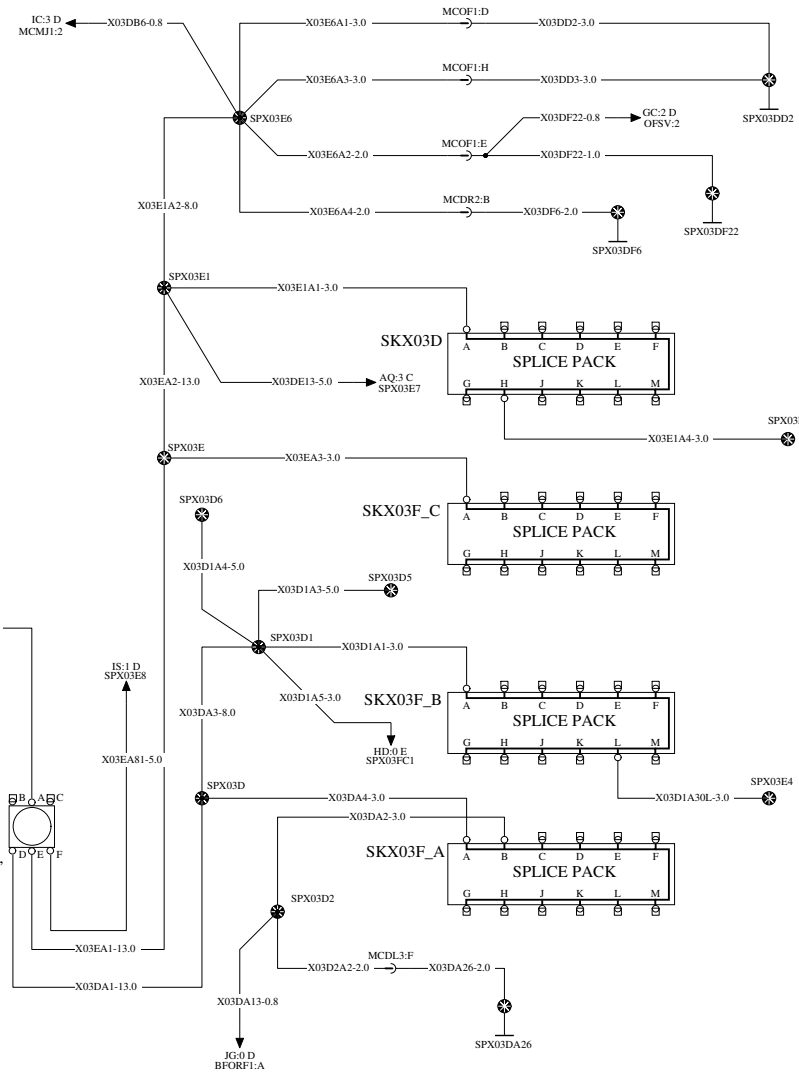 IC:3 D
MCMJ1:2
X03DB6-0.8
X03E6A1-3.0
MCOF1:D
X03DD2-3.0
X03E6A3-3.0
MCOF1:H
X03DD3-3.0
SPX03DD2
SPX03E6
X03E6A2-2.0
MCOF1:E
X03DF22-0.8
GC:2 D
OFSV:2
X03DF22-1.0
SPX03DF22
X03E1A2-8.0
X03E6A4-2.0
MCDR2:B
X03DF6-2.0
SPX03DF6
SPX03E1
X03E1A1-3.0
SKX03D
A B C D E F
SPLICE PACK
G H J K L M
X03EA2-13.0
X03DE13-5.0
AQ:3 C
SPX03E7
X03E1A4-3.0
SPX03E
X03EA3-3.0
SKX03F_C
A B C D E F
SPLICE PACK
G H J K L M
SPX03D6
X03D1A4-5.0
X03D1A3-5.0
SPX03D5
SPX03D1
X03D1A1-3.0
IS:1 D
SPX03E8
X03D1A5-3.0
SKX03F_B
A B C D E F
SPLICE PACK
G H J K L M
X03DA3-8.0
HD:0 E
SPX03FC1
X03EA81-5.0
X03D1A30L-3.0
SPX03E4
SPX03D
X03DA4-3.0
B A C
D E F
X03DA2-3.0
SKX03F_A
A B C D E F
SPLICE PACK
G H J K L M
SPX03D2
X03EA1-13.0
X03D2A2-2.0
MCDL3:F
X03DA26-2.0
X03DA1-13.0
X03DA13-0.8
SPX03DA26
JG:0 D
BFORF1:A